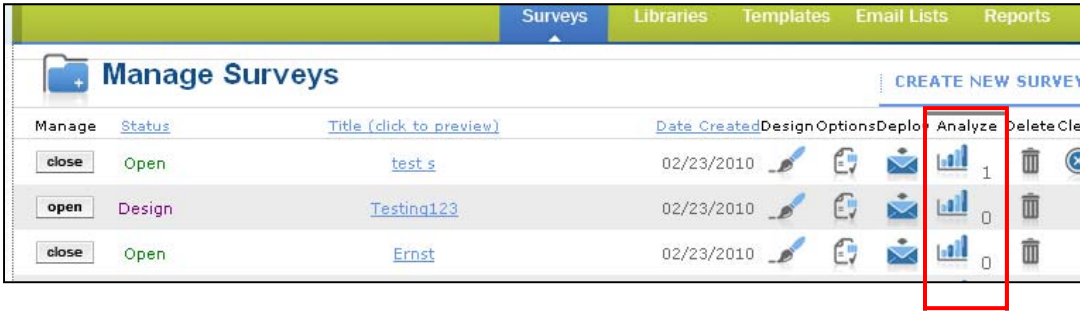 Surveys Libraries Templates Email Lists Reports
Manage Surveys
CREATE NEW SURVEY
Manage Status Title (click to preview) Date Created Design Options Deploy Analyze Delete Cle
close Open test s 02/23/2010 1
open Design Testing123 02/23/2010 0
close Open Ernst 02/23/2010 0